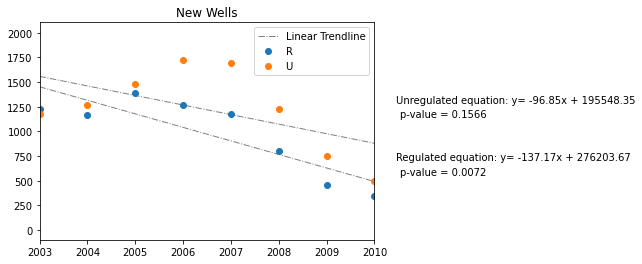 New Wells
Linear Trendline
R
U
2000
1750
1500
1250
1000
750
500
250
0
2003 2004 2005 2006 2007 2008 2009 2010
Unregulated equation: y= -96.85x + 195548.35
p-value = 0.1566
Regulated equation: y= -137.17x + 276203.67
p-value = 0.0072